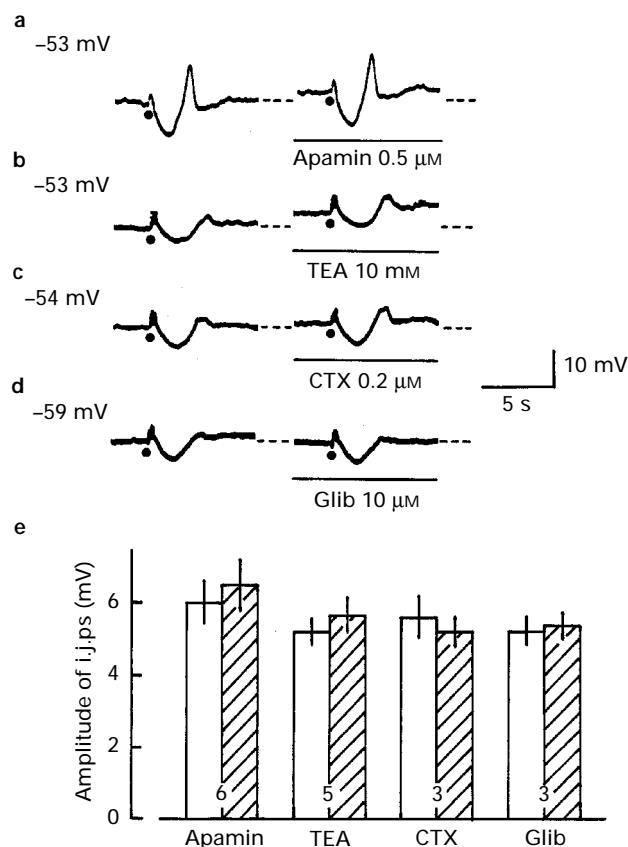 a
–53 mV
Apamin 0.5 μM
b
–53 mV
TEA 10 mM
c
–54 mV
CTX 0.2 μM
10 mV
5 s
d
–59 mV
Glib 10 μM
e
Amplitude of i.j.ps (mV)
6
4
2
0
6
5
3
3
Apamin
TEA
CTX
Glib